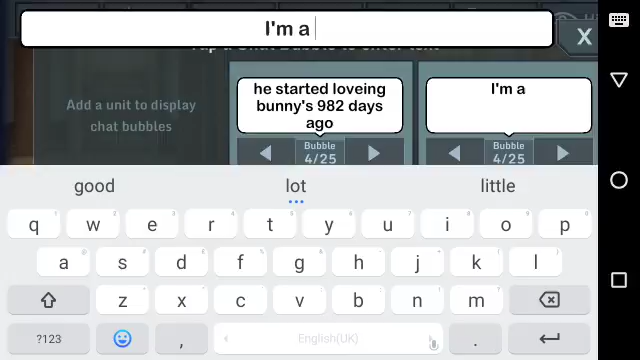 I'm a
Tap a Chat Bubble to enter text
X
Add a unit to display
chat bubbles
he started loveing
bunny's 982 days
ago
Bubble
4/25
I'm a
Bubble
4/25
good lot little
q w e r t y u i o p
a s d f g h j k l
z x c v b n m
?123 , English(UK) .